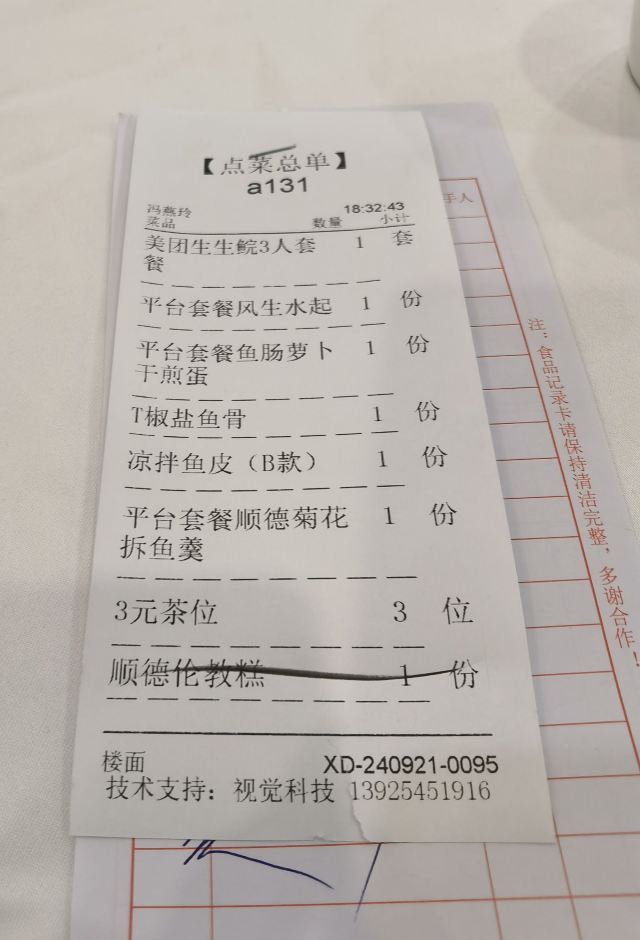 【点菜总单】
a131
冯燕玲 18:32:43
菜品 数量 小计
美团生生鲩3人套 1 套
餐
平台套餐风生水起 1 份
平台套餐鱼肠萝卜 1 份
干煎蛋
T椒盐鱼骨 1 份
凉拌鱼皮（B款） 1 份
平台套餐顺德菊花 1 份
拆鱼羹
3元茶位 3 位
顺德伦教糕 1 份
楼面 XD-240921-0095
技术支持：视觉科技 13925451916
手人
注：食品记录卡请保持清洁完整，多谢合作！